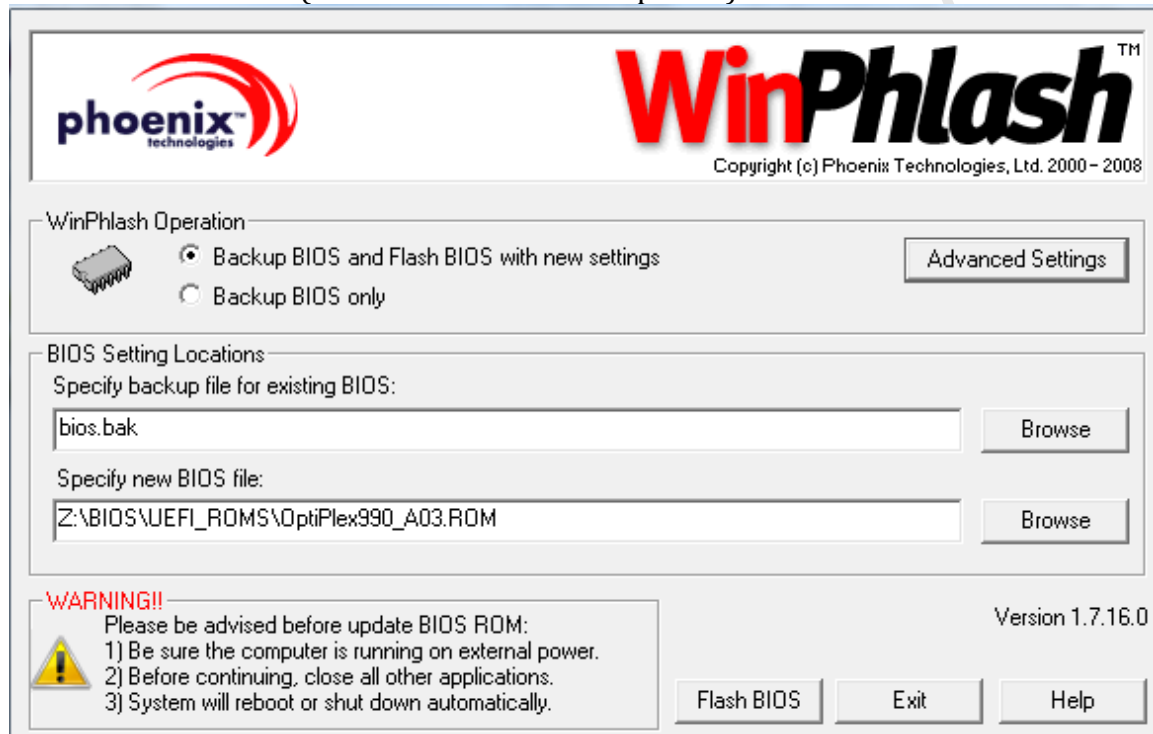 phoenix™
technologies
WinPhlash™
Copyright (c) Phoenix Technologies, Ltd. 2000 - 2008
WinPhlash Operation
Backup BIOS and Flash BIOS with new settings
Advanced Settings
Backup BIOS only
BIOS Setting Locations
Specify backup file for existing BIOS:
bios.bak
Browse
Specify new BIOS file:
Z:\BIOS\UEFI_ROMS\OptiPlex990_A03.ROM
Browse
WARNING!!
Please be advised before update BIOS ROM:
1) Be sure the computer is running on external power.
2) Before continuing, close all other applications.
3) System will reboot or shut down automatically.
Version 1.7.16.0
Flash BIOS
Exit
Help